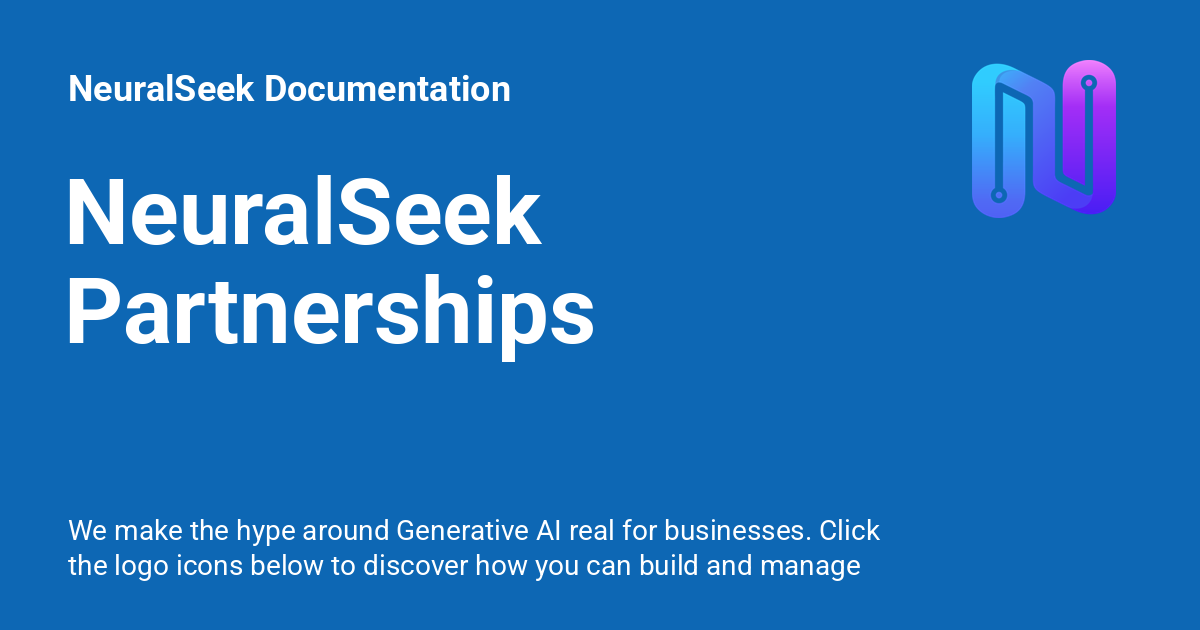 NeuralSeek Documentation
NeuralSeek
Partnerships
We make the hype around Generative AI real for businesses. Click
the logo icons below to discover how you can build and manage